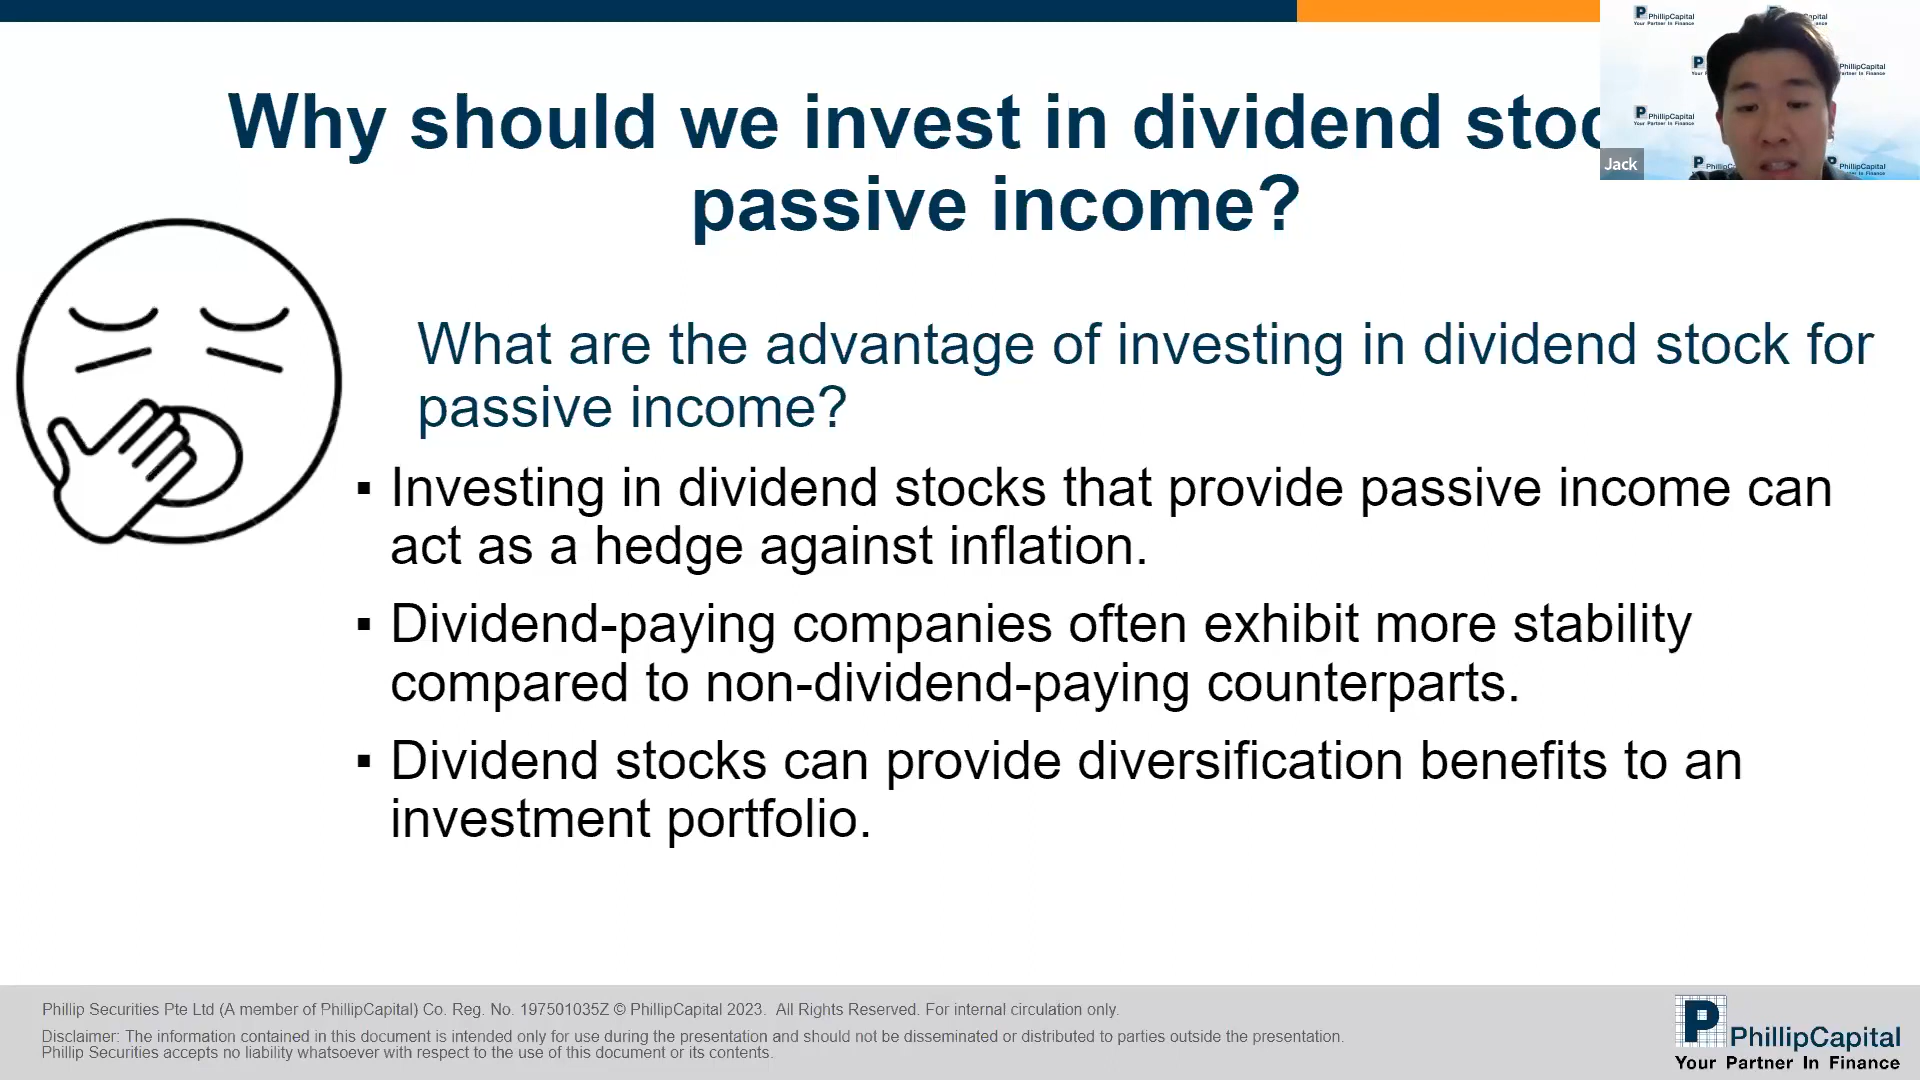 Why should we invest in dividend stoc
passive income?
PhillipCapital
Your Partner In Finance
Jack
What are the advantage of investing in dividend stock for
passive income?
▪ Investing in dividend stocks that provide passive income can
act as a hedge against inflation.
▪ Dividend-paying companies often exhibit more stability
compared to non-dividend-paying counterparts.
▪ Dividend stocks can provide diversification benefits to an
investment portfolio.
Phillip Securities Pte Ltd (A member of PhillipCapital) Co. Reg. No. 197501035Z © PhillipCapital 2023. All Rights Reserved. For internal circulation only.
Disclaimer: The information contained in this document is intended only for use during the presentation and should not be disseminated or distributed to parties outside the presentation.
Phillip Securities accepts no liability whatsoever with respect to the use of this document or its contents.
PhillipCapital
Your Partner In Finance